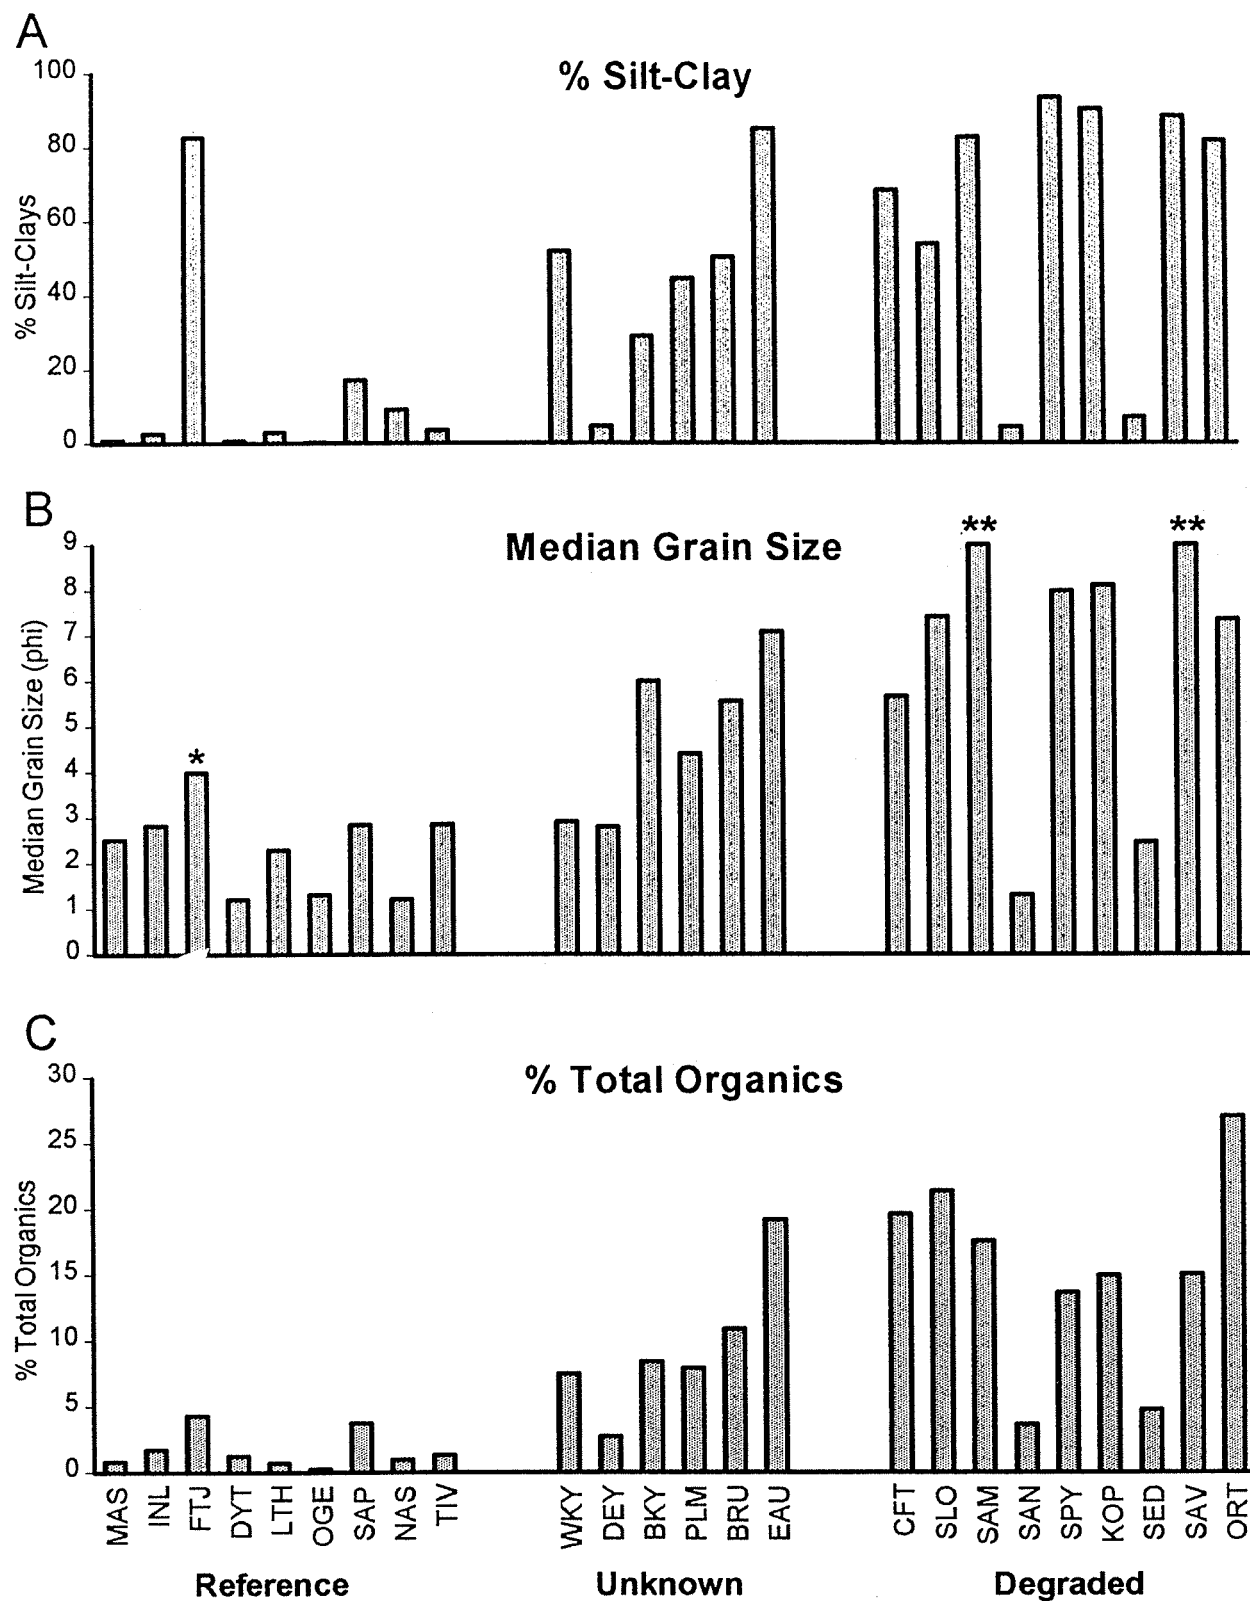 A
% Silt-Clay
% Silt-Clays
100
80
60
40
20
0
B
Median Grain Size
Median Grain Size (phi)
9
8
7
6
5
4
3
2
1
0
*
**
**
C
% Total Organics
% Total Organics
30
25
20
15
10
5
0
MAS INL FTJ DYT LTH OGE SAP NAS TIV WKY DEY BKY PLM BRU EAU CFT SLO SAM SAN SPY KOP SED SAV ORT
Reference Unknown Degraded